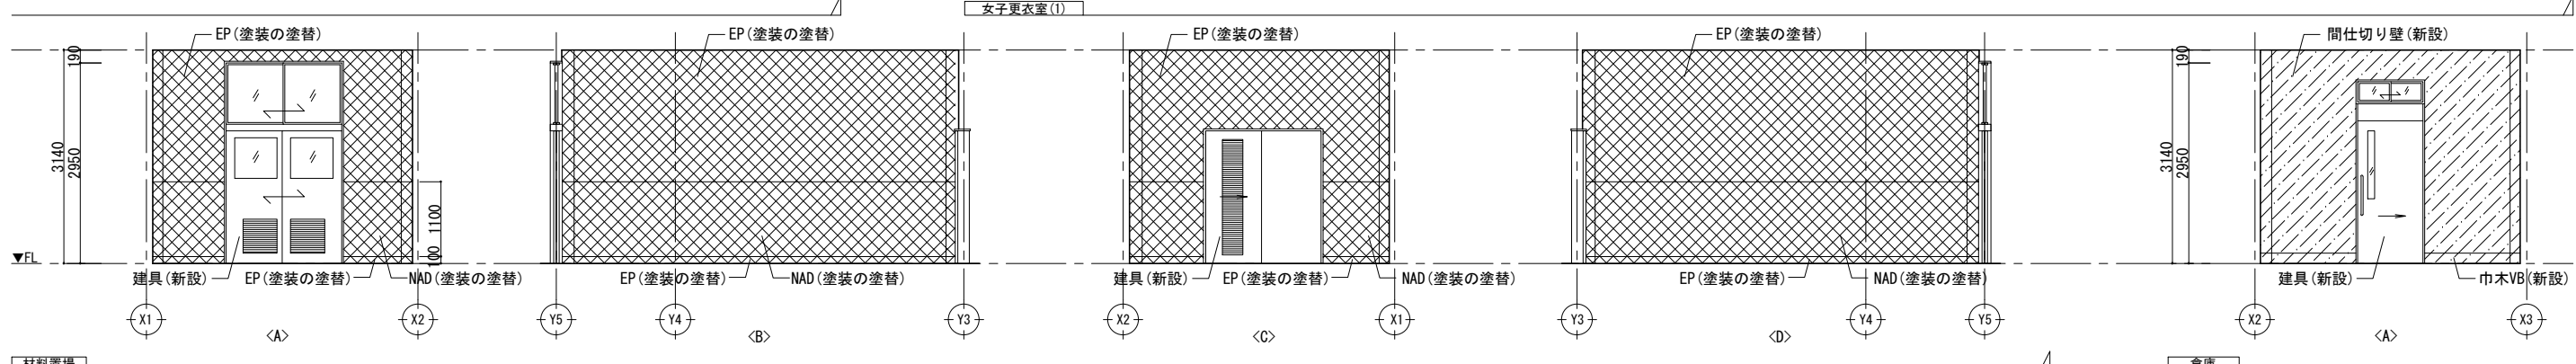 女子更衣室(1)
EP(塗装の塗替)
EP(塗装の塗替)
EP(塗装の塗替)
EP(塗装の塗替)
間仕切り壁(新設)
190
3140
2950
1100
100
190
3140
2950
▼FL
建具(新設)
EP(塗装の塗替)
NAD(塗装の塗替)
EP(塗装の塗替)
NAD(塗装の塗替)
建具(新設)
EP(塗装の塗替)
NAD(塗装の塗替)
EP(塗装の塗替)
NAD(塗装の塗替)
建具(新設)
巾木VB(新設)
X1
X2
Y5
Y4
Y3
X2
X1
Y3
Y4
Y5
X2
X3
<A>
<B>
<C>
<D>
<A>
材料置場
倉庫